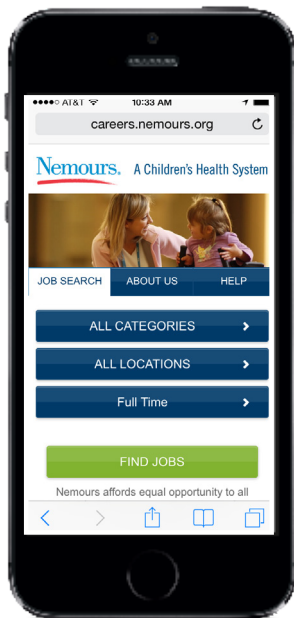 AT&T 10:33 AM
careers.nemours.org
Nemours. A Children's Health System
JOB SEARCH ABOUT US HELP
ALL CATEGORIES
ALL LOCATIONS
Full Time
FIND JOBS
Nemours affords equal opportunity to all